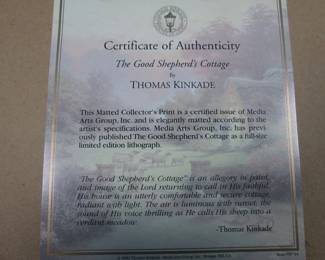 Certificate of Authenticity
The Good Shepherd's Cottage
by
THOMAS KINKADE
This Matted Collector's Print is a certified issue of Media
Arts Group, Inc. and is elegantly matted according to the
artist's specifications. Media Arts Group, Inc. has prev-
iously published The Good Shepherd's Cottage as a full-size
limited edition lithograph.
"The Good Shepherd's Cottage" is an allegory in paint,
and image of the Lord returning to call in His faithful.
His house is an utterly comfortable and secure cottage,
radiant with light. The air is luminous with sunset, the
sound of His voice thrilling as He calls His sheep into a
verdant meadow.
-Thomas Kinkade